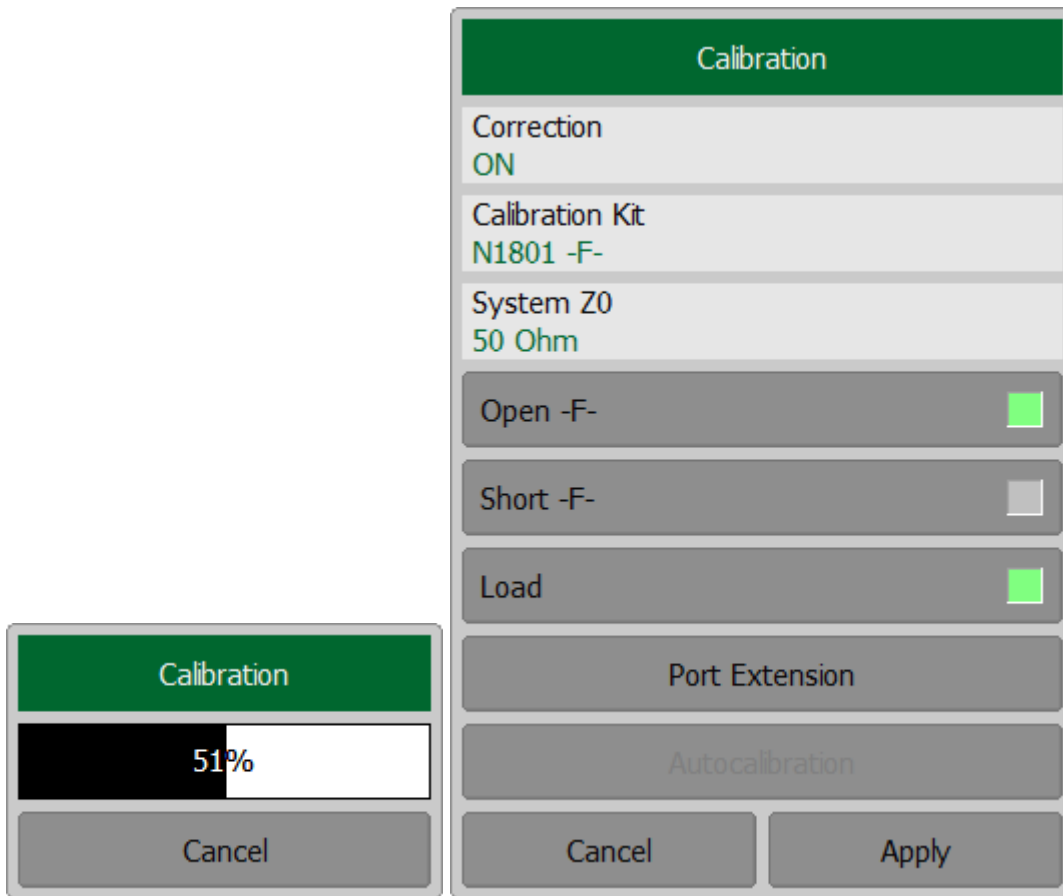 Calibration
51%
Cancel
Calibration
Correction
ON
Calibration Kit
N1801 -F-
System Z0
50 Ohm
Open -F-
Short -F-
Load
Port Extension
Autocalibration
Cancel
Apply